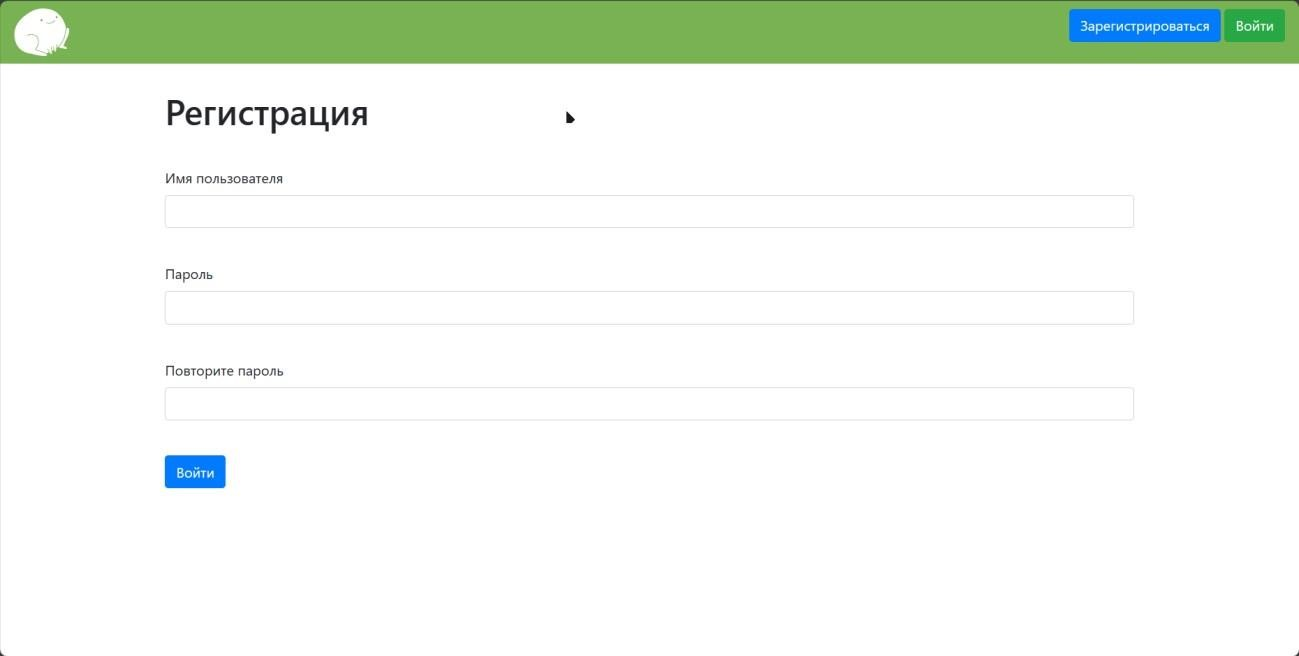 Зарегистрироваться Войти
Регистрация
Имя пользователя
Пароль
Повторите пароль
Войти